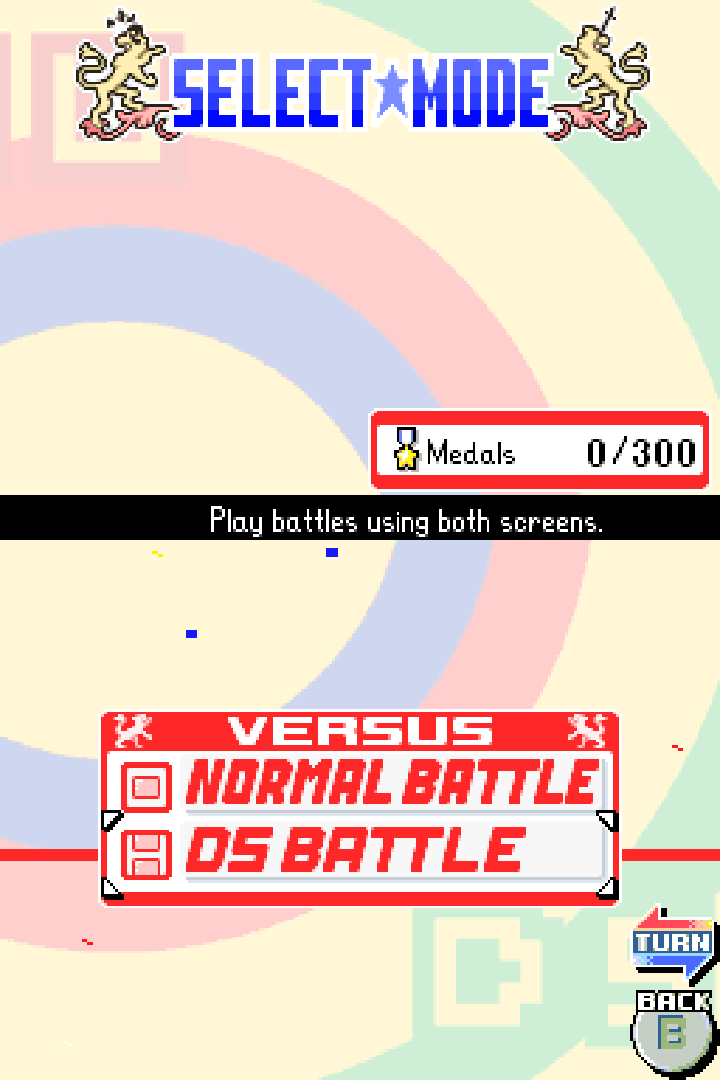 SELECT★MODE
Medals 0/300
Play battles using both screens.
VERSUS
NORMAL BATTLE
DS BATTLE
TURN
BACK
B